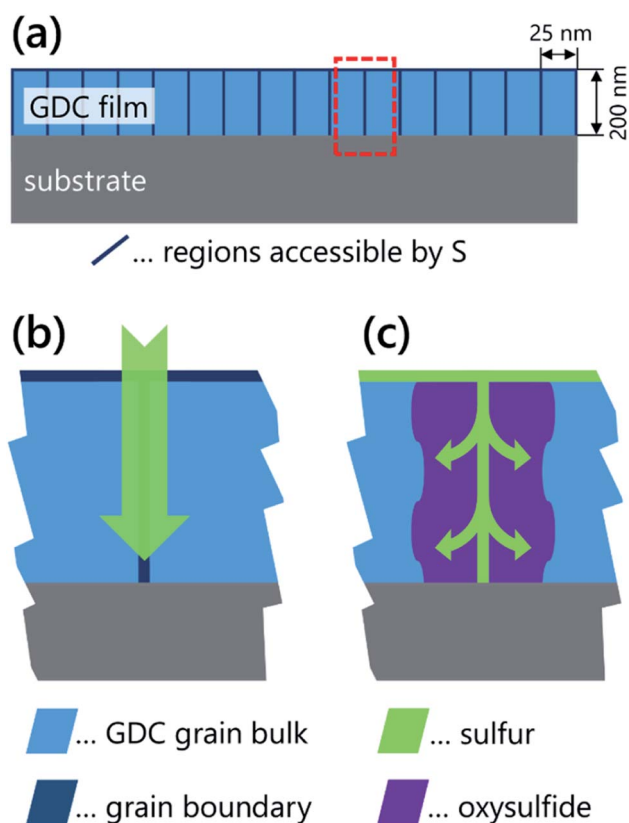 (a)
25 nm
GDC film
200 nm
substrate
... regions accessible by S
(b)
(c)
... GDC grain bulk
... sulfur
... grain boundary
... oxysulfide